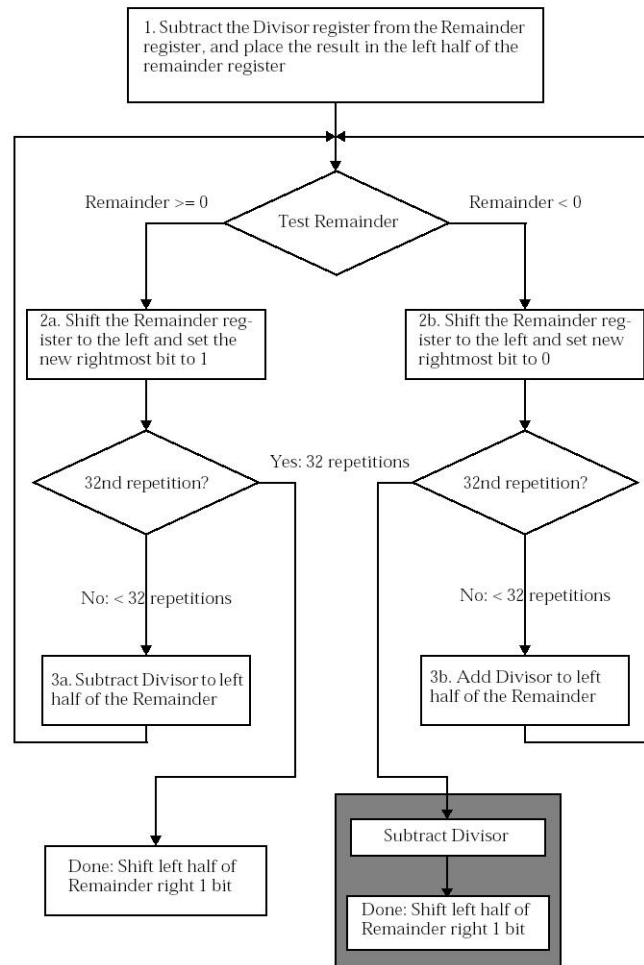 1. Subtract the Divisor register from the Remainder
register, and place the result in the left half of the
remainder register
Remainder >= 0
Remainder < 0
Test Remainder
2a. Shift the Remainder reg-
ister to the left and set the
new rightmost bit to 1
2b. Shift the Remainder reg-
ister to the left and set new
rightmost bit to 0
Yes: 32 repetitions
32nd repetition?
32nd repetition?
No: < 32 repetitions
No: < 32 repetitions
3a. Subtract Divisor to left
half of the Remainder
3b. Add Divisor to left
half of the Remainder
Subtract Divisor
Done: Shift left half of
Remainder right 1 bit
Done: Shift left half of
Remainder right 1 bit